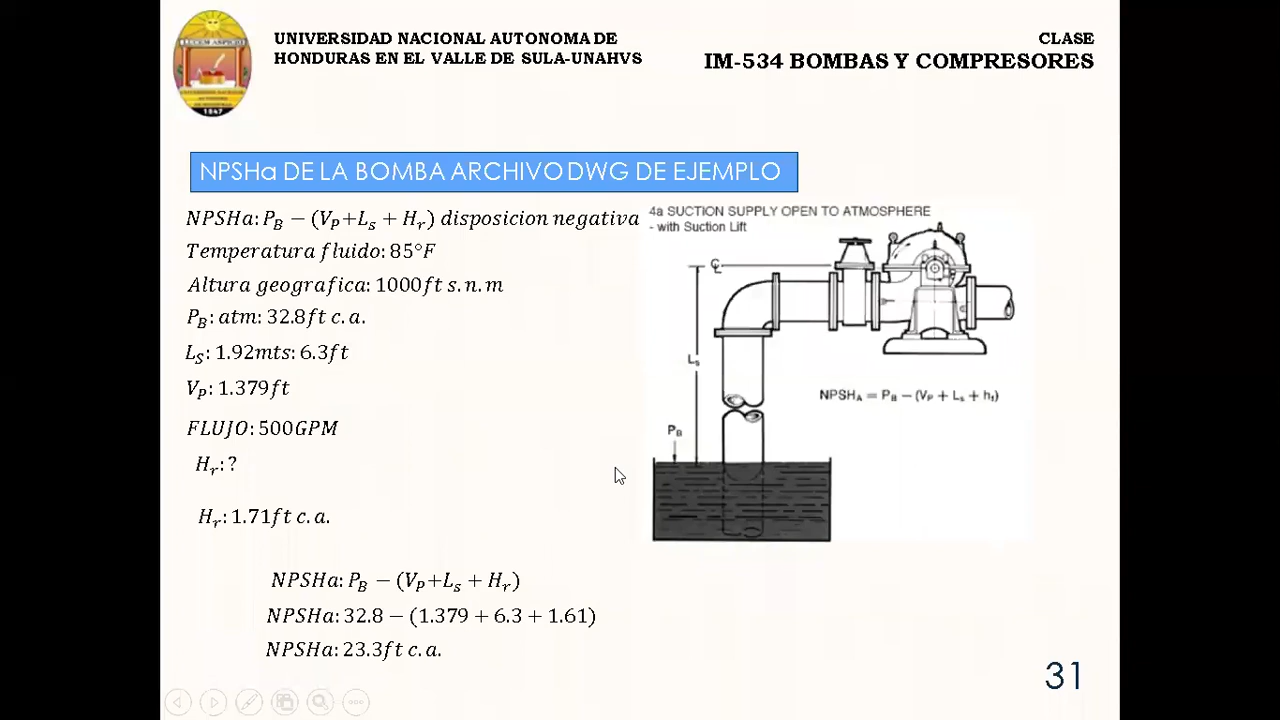 UNIVERSIDAD NACIONAL AUTONOMA DE
HONDURAS EN EL VALLE DE SULA-UNAHVS
CLASE
IM-534 BOMBAS Y COMPRESORES
NPSHa DE LA BOMBA ARCHIVO DWG DE EJEMPLO
NPSHa: P_B − (V_P+L_s + H_r) disposicion negativa
Temperatura fluido: 85°F
Altura geografica: 1000ft s.n.m
P_B: atm: 32.8ft c.a.
L_S: 1.92mts: 6.3ft
V_P: 1.379ft
FLUJO: 500GPM
H_r: ?
H_r: 1.71ft c.a.
NPSHa: P_B − (V_P+L_s + H_r)
NPSHa: 32.8 − (1.379 + 6.3 + 1.61)
NPSHa: 23.3ft c.a.
4a SUCTION SUPPLY OPEN TO ATMOSPHERE
- with Suction Lift
L_s
NPSH_A = P_B − (V_P + L_s + h_f)
P_B
31
1847